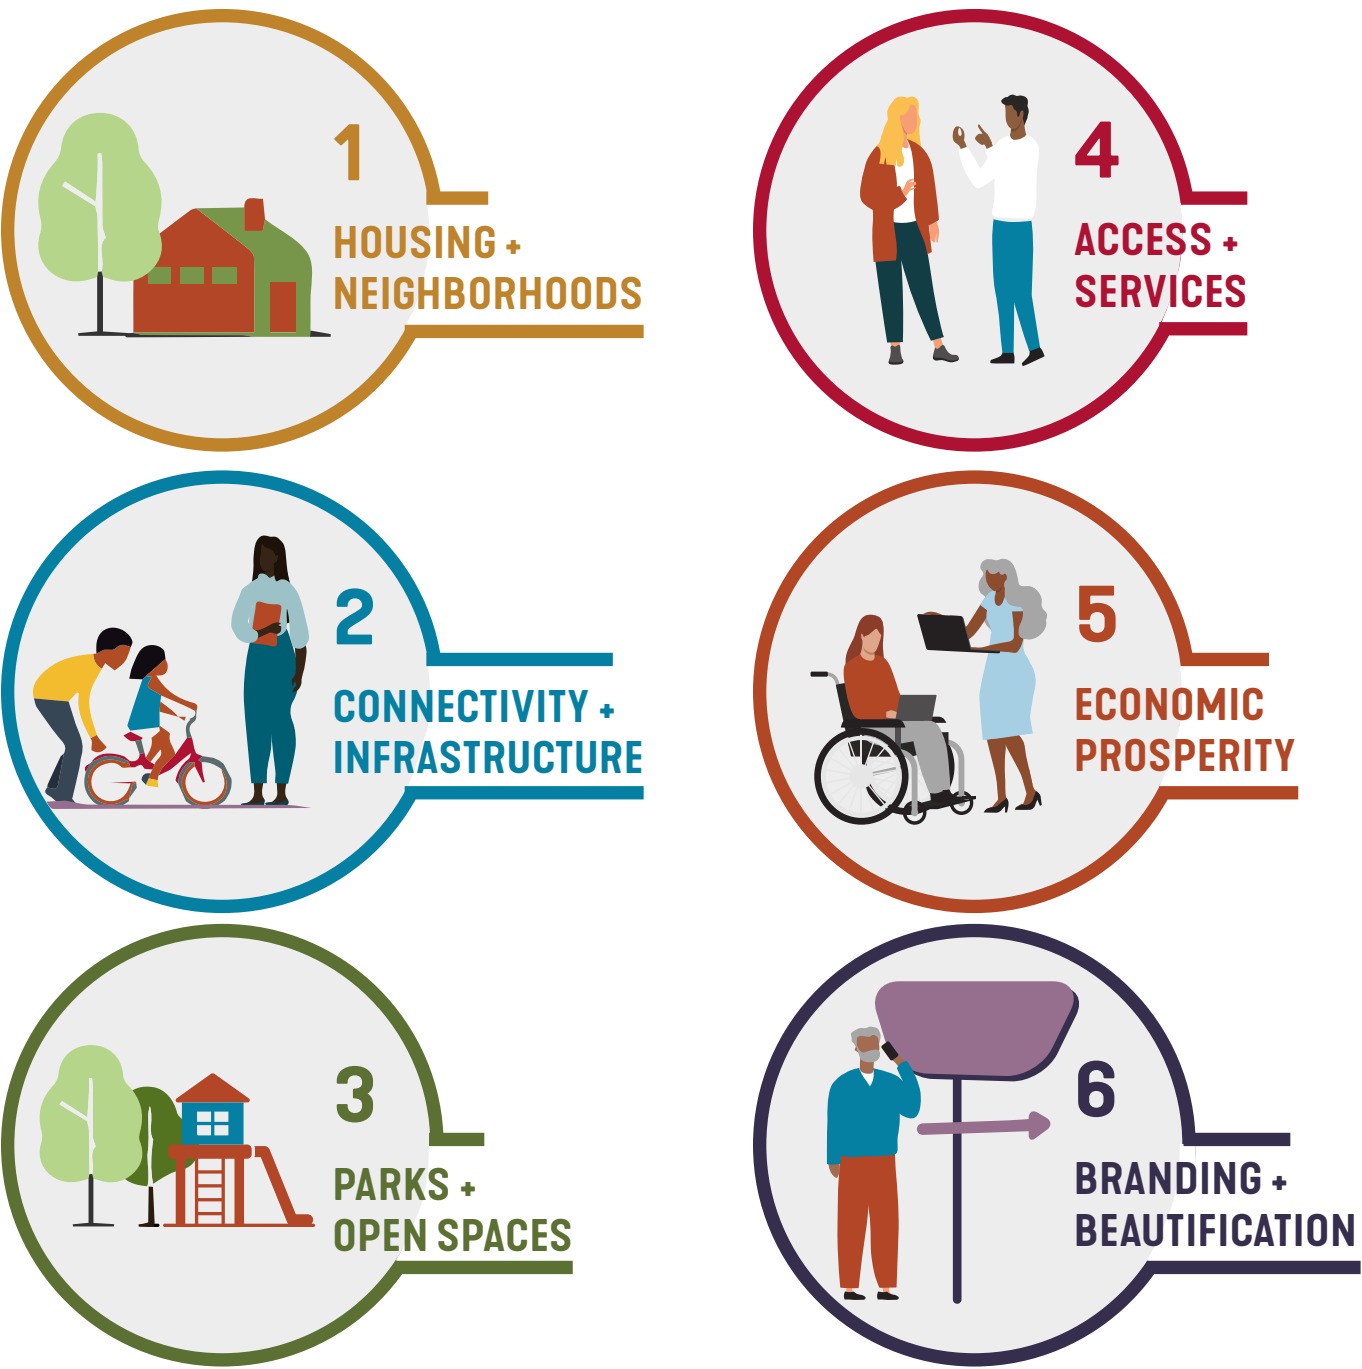 1
HOUSING +
NEIGHBORHOODS
2
CONNECTIVITY +
INFRASTRUCTURE
3
PARKS +
OPEN SPACES
4
ACCESS +
SERVICES
5
ECONOMIC
PROSPERITY
6
BRANDING +
BEAUTIFICATION